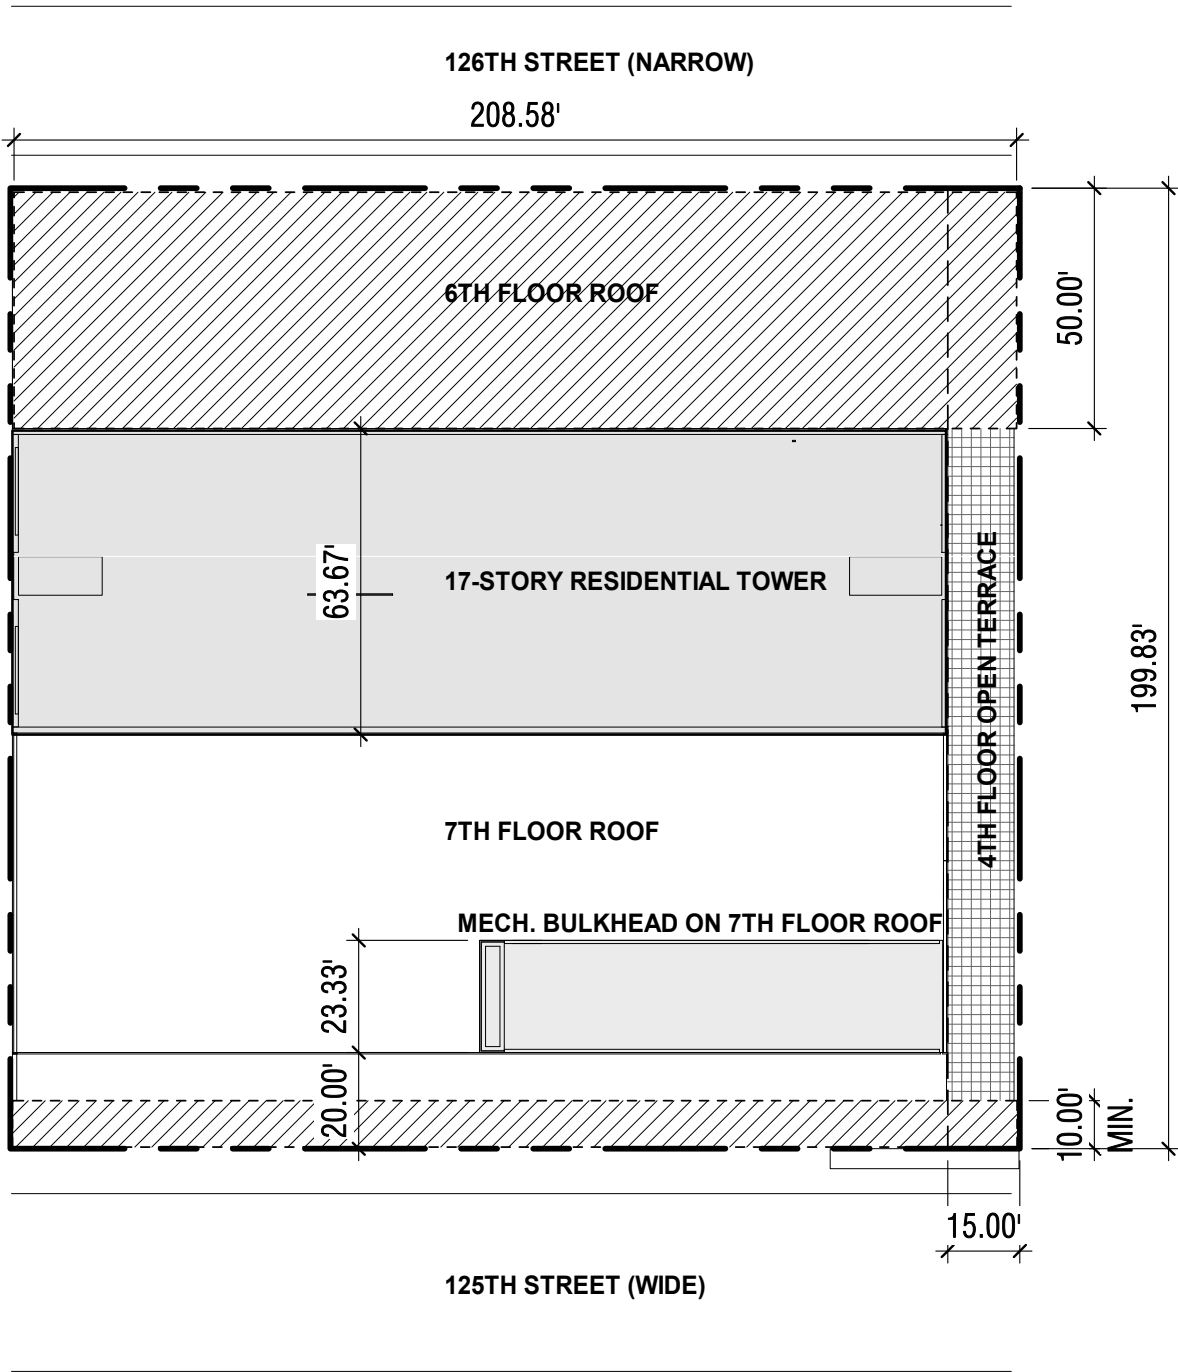 126TH STREET (NARROW)
208.58'
6TH FLOOR ROOF
50.00'
63.67'
17-STORY RESIDENTIAL TOWER
4TH FLOOR OPEN TERRACE
199.83'
7TH FLOOR ROOF
MECH. BULKHEAD ON 7TH FLOOR ROOF
23.33'
20.00'
10.00'
MIN.
15.00'
125TH STREET (WIDE)